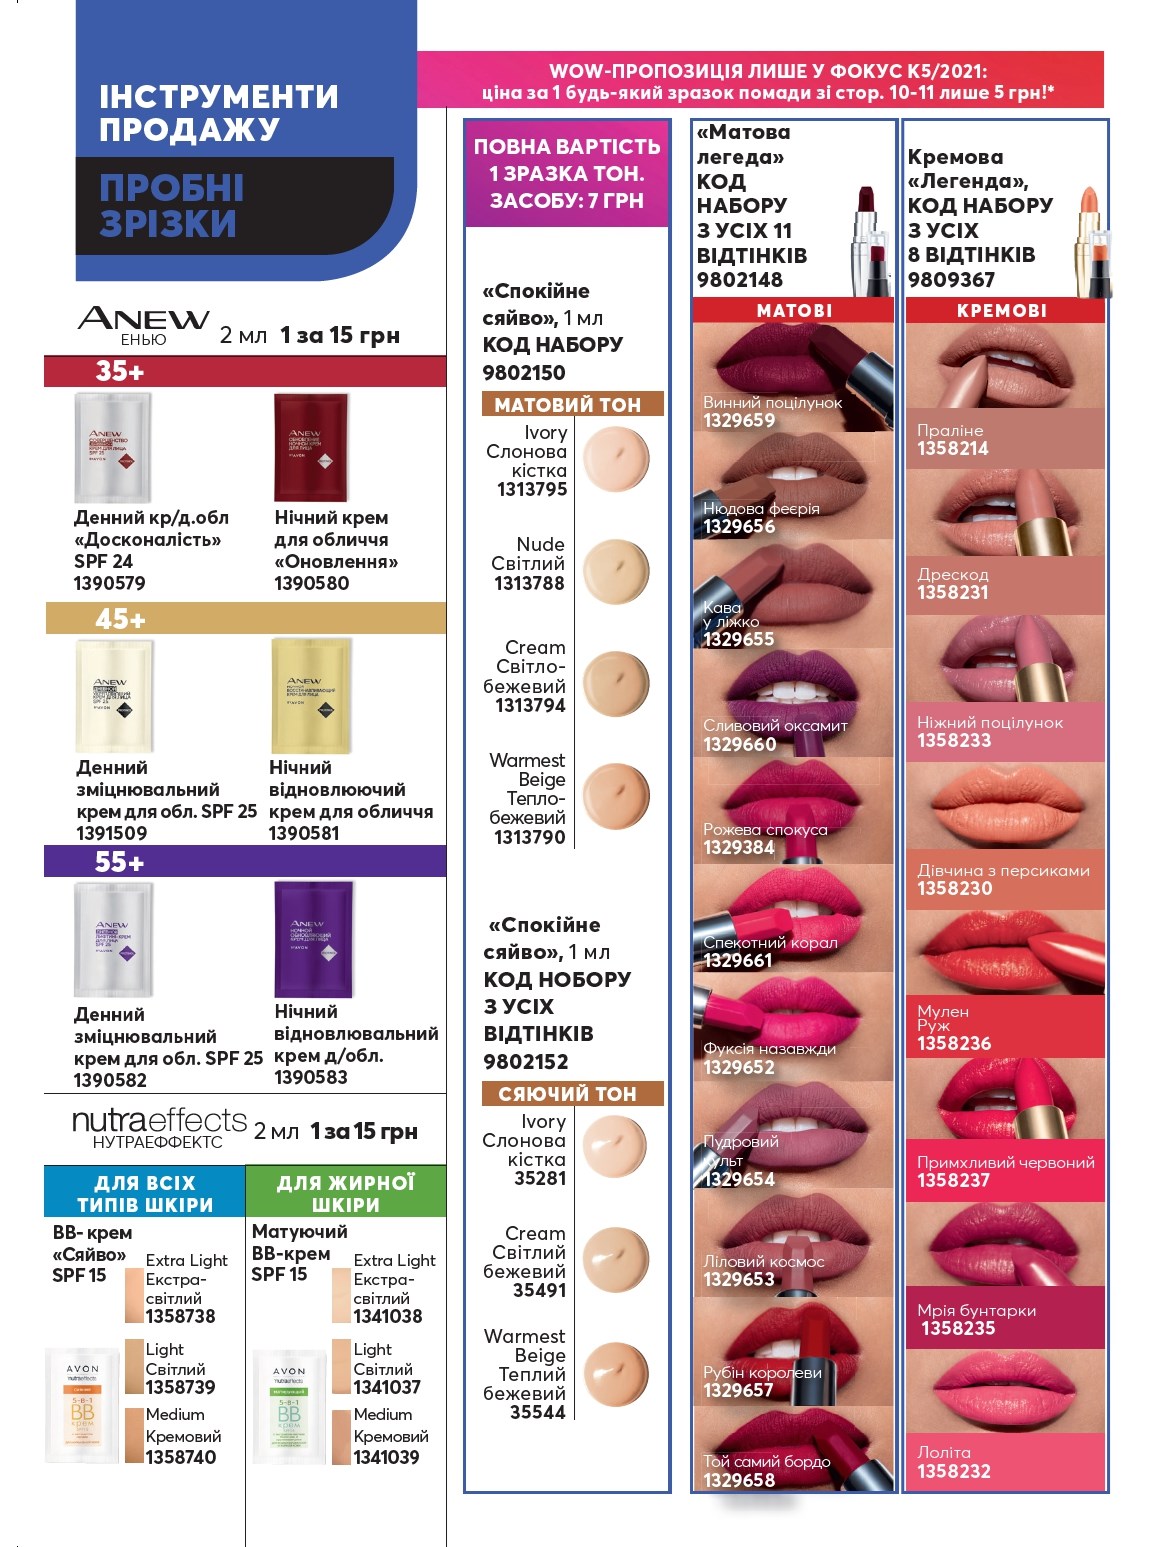 ІНСТРУМЕНТИ
ПРОДАЖУ
ПРОБНІ
ЗРІЗКИ
WOW-ПРОПОЗИЦІЯ ЛИШЕ У ФОКУС К5/2021:
ціна за 1 будь-який зразок помади зі стор. 10-11 лише 5 грн!*
ANEW
ЕНЬЮ
2 мл 1 за 15 грн
35+
Денний кр/д.обл
«Досконалість»
SPF 24
1390579
Нічний крем
для обличчя
«Оновлення»
1390580
45+
Денний
зміцнювальний
крем для обл. SPF 25
1391509
Нічний
відновлюючий
крем для обличчя
1390581
55+
Денний
зміцнювальний
крем для обл. SPF 25
1390582
Нічний
відновлювальний
крем д/обл.
1390583
nutraeffects
НУТРАЕФФЕКТС
2 мл 1 за 15 грн
ДЛЯ ВСІХ
ТИПІВ ШКІРИ
ВВ- крем
«Сяйво»
SPF 15
Extra Light
Екстра-
світлий
1358738
Light
Світлий
1358739
Medium
Кремовий
1358740
AVON
nutraeffects
5-в-1
BB
крем
ДЛЯ ЖИРНОЇ
ШКІРИ
Матуючий
ВВ-крем
SPF 15
Extra Light
Екстра-
світлий
1341038
Light
Світлий
1341037
Medium
Кремовий
1341039
AVON
nutraeffects
5-в-1
BB
крем
ПОВНА ВАРТІСТЬ
1 ЗРАЗКА ТОН.
ЗАСОБУ: 7 ГРН
«Спокійне
сяйво», 1 мл
КОД НАБОРУ
9802150
МАТОВИЙ ТОН
Ivory
Слонова
кістка
1313795
Nude
Світлий
1313788
Cream
Світло-
бежевий
1313794
Warmest
Beige
Тепло-
бежевий
1313790
«Спокійне
сяйво», 1 мл
КОД НОБОРУ
З УСІХ
ВІДТІНКІВ
9802152
СЯЮЧИЙ ТОН
Ivory
Слонова
кістка
35281
Cream
Світлий
бежевий
35491
Warmest
Beige
Теплий
бежевий
35544
«Матова
легеда»
КОД
НАБОРУ
З УСІХ 11
ВІДТІНКІВ
9802148
МАТОВІ
Винний поцілунок
1329659
Нюдова феєрія
1329656
Кава
у ліжко
1329655
Сливовий оксамит
1329660
Рожева спокуса
1329384
Спекотний корал
1329661
Фуксія назавжди
1329652
Пудровий
культ
1329654
Ліловий космос
1329653
Рубін королеви
1329657
Той самий бордо
1329658
Кремова
«Легенда»,
КОД НАБОРУ
З УСІХ
8 ВІДТІНКІВ
9809367
КРЕМОВІ
Праліне
1358214
Дрескод
1358231
Ніжний поцілунок
1358233
Дівчина з персиками
1358230
Мулен
Руж
1358236
Примхливий червоний
1358237
Мрія бунтарки
1358235
Лоліта
1358232